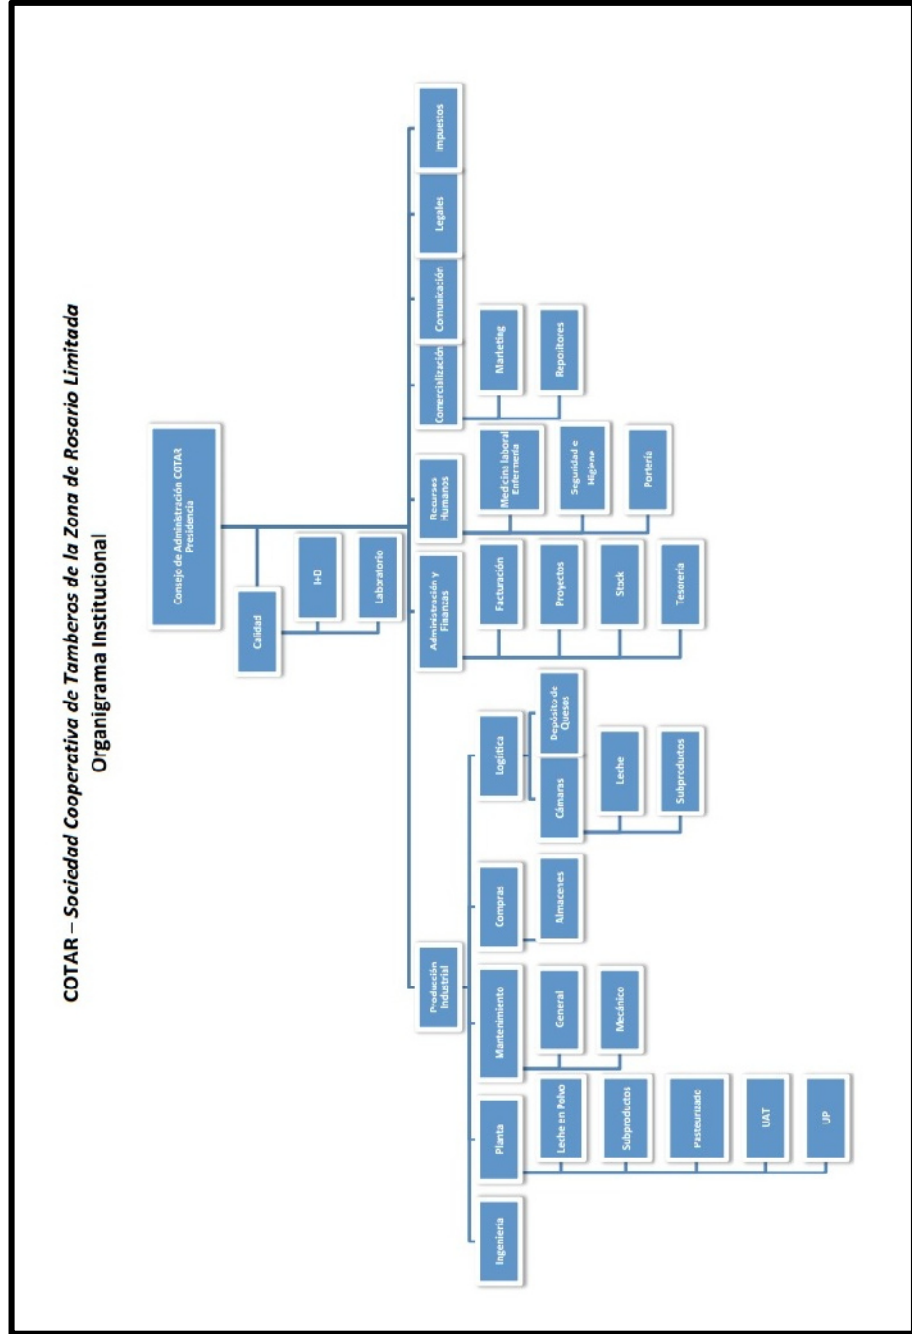 COTAR – Sociedad Cooperativa de Tamberos de la Zona de Rosario Limitada
Organigrama Institucional
Consejo de Administración COTAR
Presidencia
Calidad
I+D
Laboratorio
Producción
Industrial
Administración y
Finanzas
Recursos
Humanos
Comercialización
Comunicación
Legales
Impuestos
Ingeniería
Planta
Mantenimiento
Compras
Logística
Leche en Polvo
Subproductos
Pasteurizado
UAT
UP
General
Mecánico
Almacenes
Cámaras
Depósito de
Quesos
Leche
Subproductos
Facturación
Proyectos
Stock
Tesorería
Medicina laboral
Enfermería
Seguridad e
Higiene
Portería
Marketing
Repositores